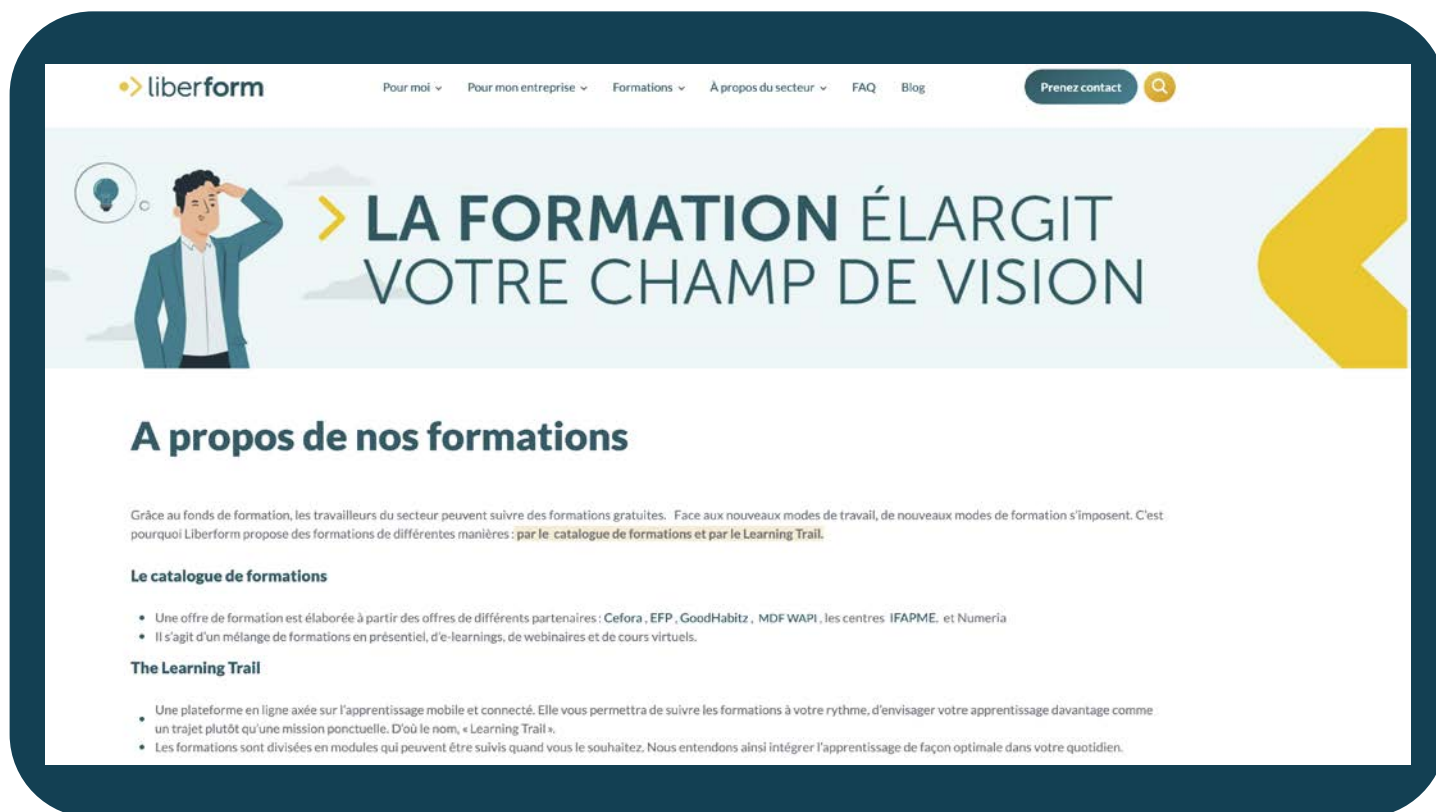 liberform
Pour moi Pour mon entreprise Formations À propos du secteur FAQ Blog
Prenez contact
LA FORMATION ÉLARGIT
VOTRE CHAMP DE VISION
A propos de nos formations
Grâce au fonds de formation, les travailleurs du secteur peuvent suivre des formations gratuites. Face aux nouveaux modes de travail, de nouveaux modes de formation s'imposent. C'est
pourquoi Liberform propose des formations de différentes manières : par le catalogue de formations et par le Learning Trail.
Le catalogue de formations
• Une offre de formation est élaborée à partir des offres de différents partenaires : Cefora , EFP , GoodHabitz , MDF WAPI , les centres IFAPME. et Numeria
• Il s'agit d'un mélange de formations en présentiel, d'e-learnings, de webinaires et de cours virtuels.
The Learning Trail
• Une plateforme en ligne axée sur l'apprentissage mobile et connecté. Elle vous permettra de suivre les formations à votre rythme, d'envisager votre apprentissage davantage comme
un trajet plutôt qu'une mission ponctuelle. D'où le nom, « Learning Trail ».
• Les formations sont divisées en modules qui peuvent être suivis quand vous le souhaitez. Nous entendons ainsi intégrer l'apprentissage de façon optimale dans votre quotidien.